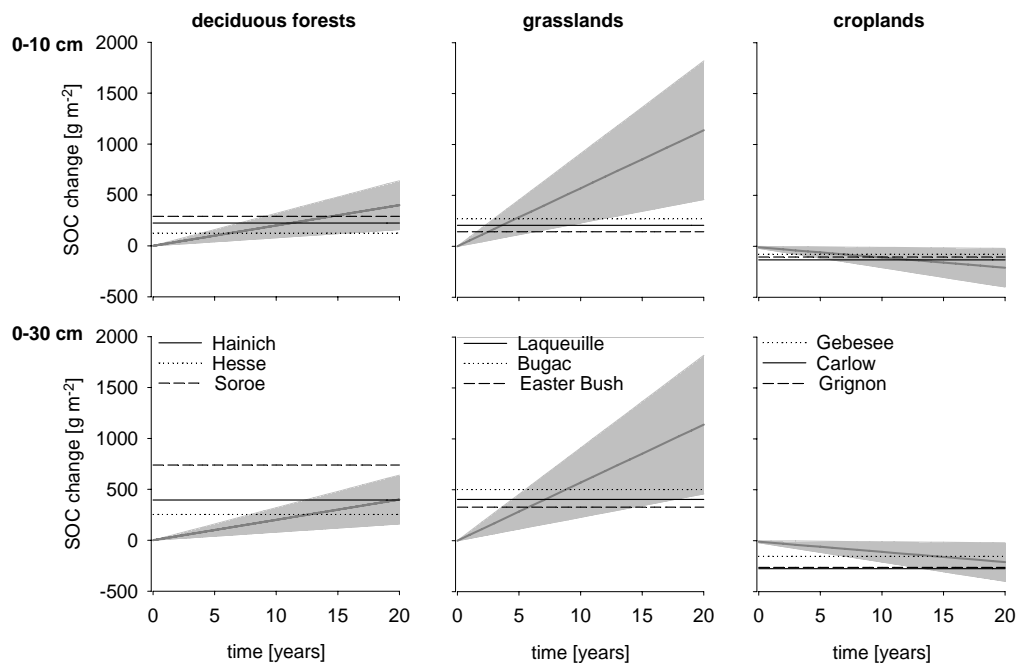 deciduous forests
grasslands
croplands
0-10 cm
SOC change [g m-2]
2000
1500
1000
500
0
-500
0-30 cm
SOC change [g m-2]
2000
1500
1000
500
0
-500
Hainich
Hesse
Soroe
Laqueuille
Bugac
Easter Bush
Gebesee
Carlow
Grignon
0 5 10 15 20
0 5 10 15 20
0 5 10 15 20
time [years]
time [years]
time [years]